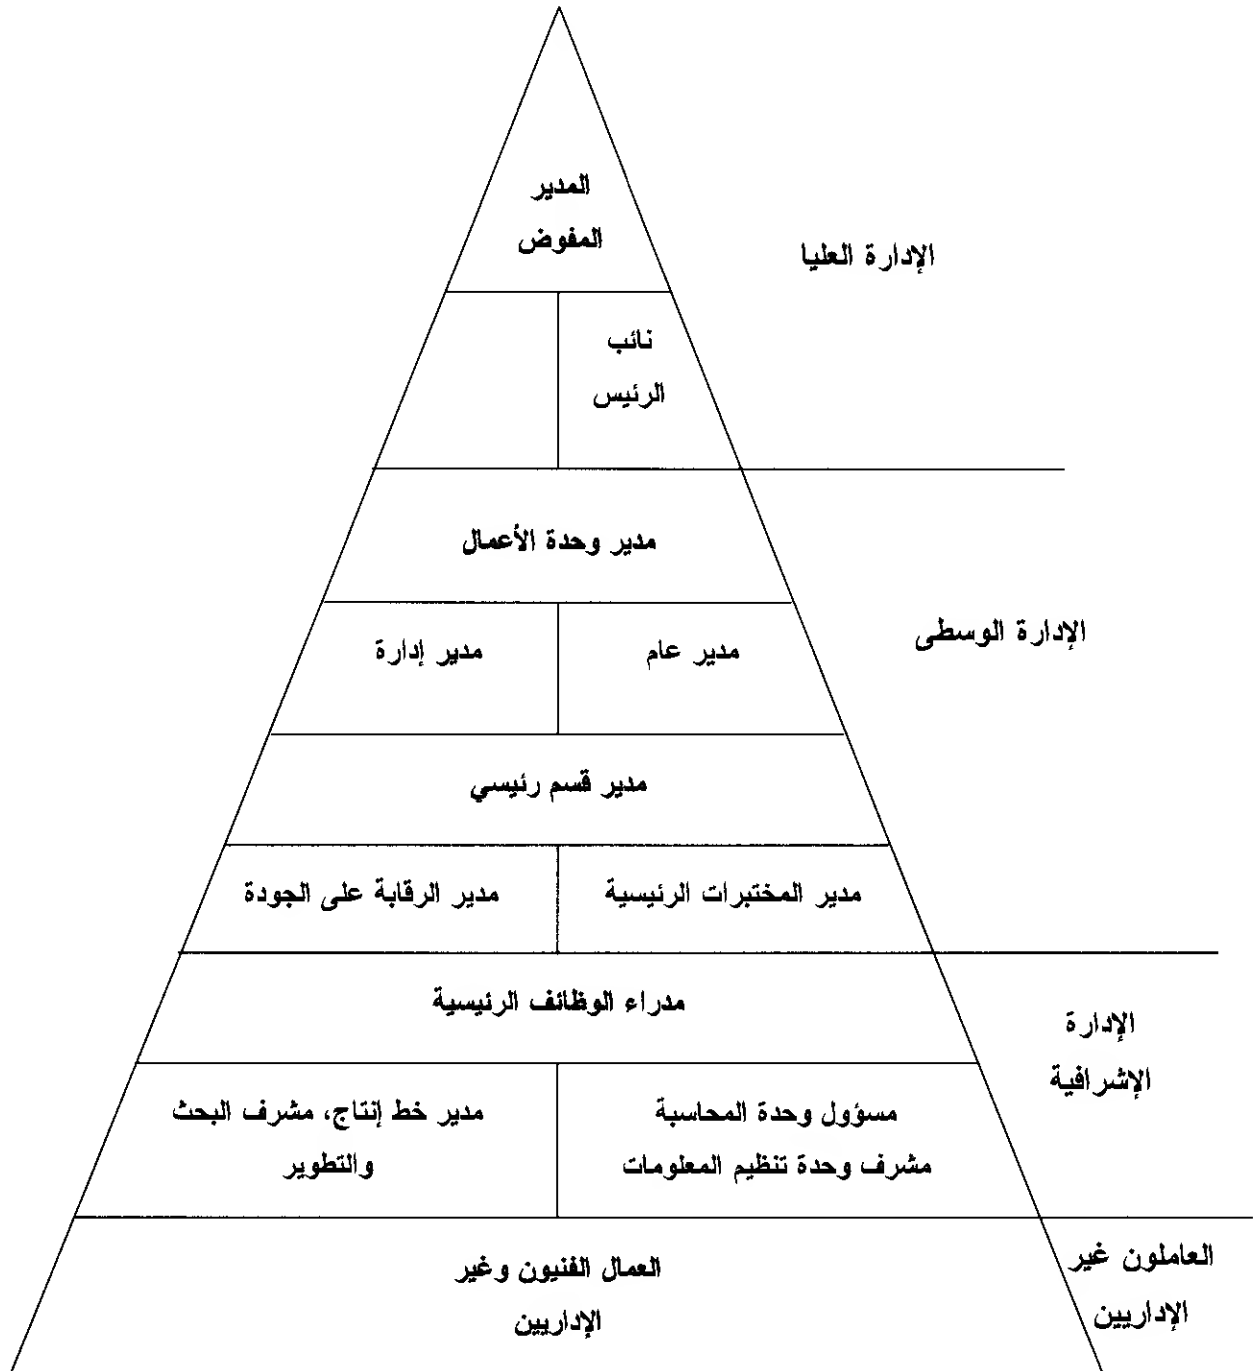 المدير
المفوض
الإدارة العليا
نائب
الرئيس
مدير وحدة الأعمال
الإدارة الوسطى
مدير عام
مدير إدارة
مدير قسم رئيسي
مدير المختبرات الرئيسية
مدير الرقابة على الجودة
مدراء الوظائف الرئيسية
الإدارة
الإشرافية
مسؤول وحدة المحاسبة
مشرف وحدة تنظيم المعلومات
مدير خط إنتاج، مشرف البحث
والتطوير
العاملون غير
الإداريين
العمال الفنيون وغير
الإداريين